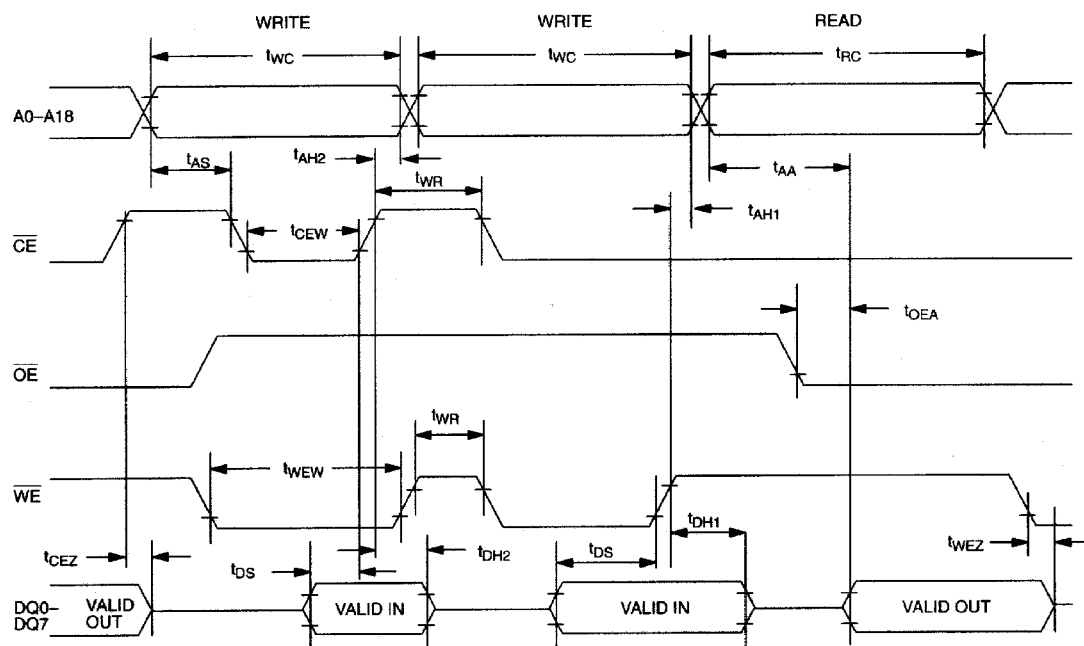 WRITE WRITE READ
tWC tWC tRC
A0–A18
tAS tAH2 tWR tAA
tAH1
CE tCEW
tOEA
OE
tWR
WE tWEW
tCEZ tDS tDH2 tDS tDH1 tWEZ
DQ0–
DQ7
VALID
OUT
VALID IN VALID IN VALID OUT